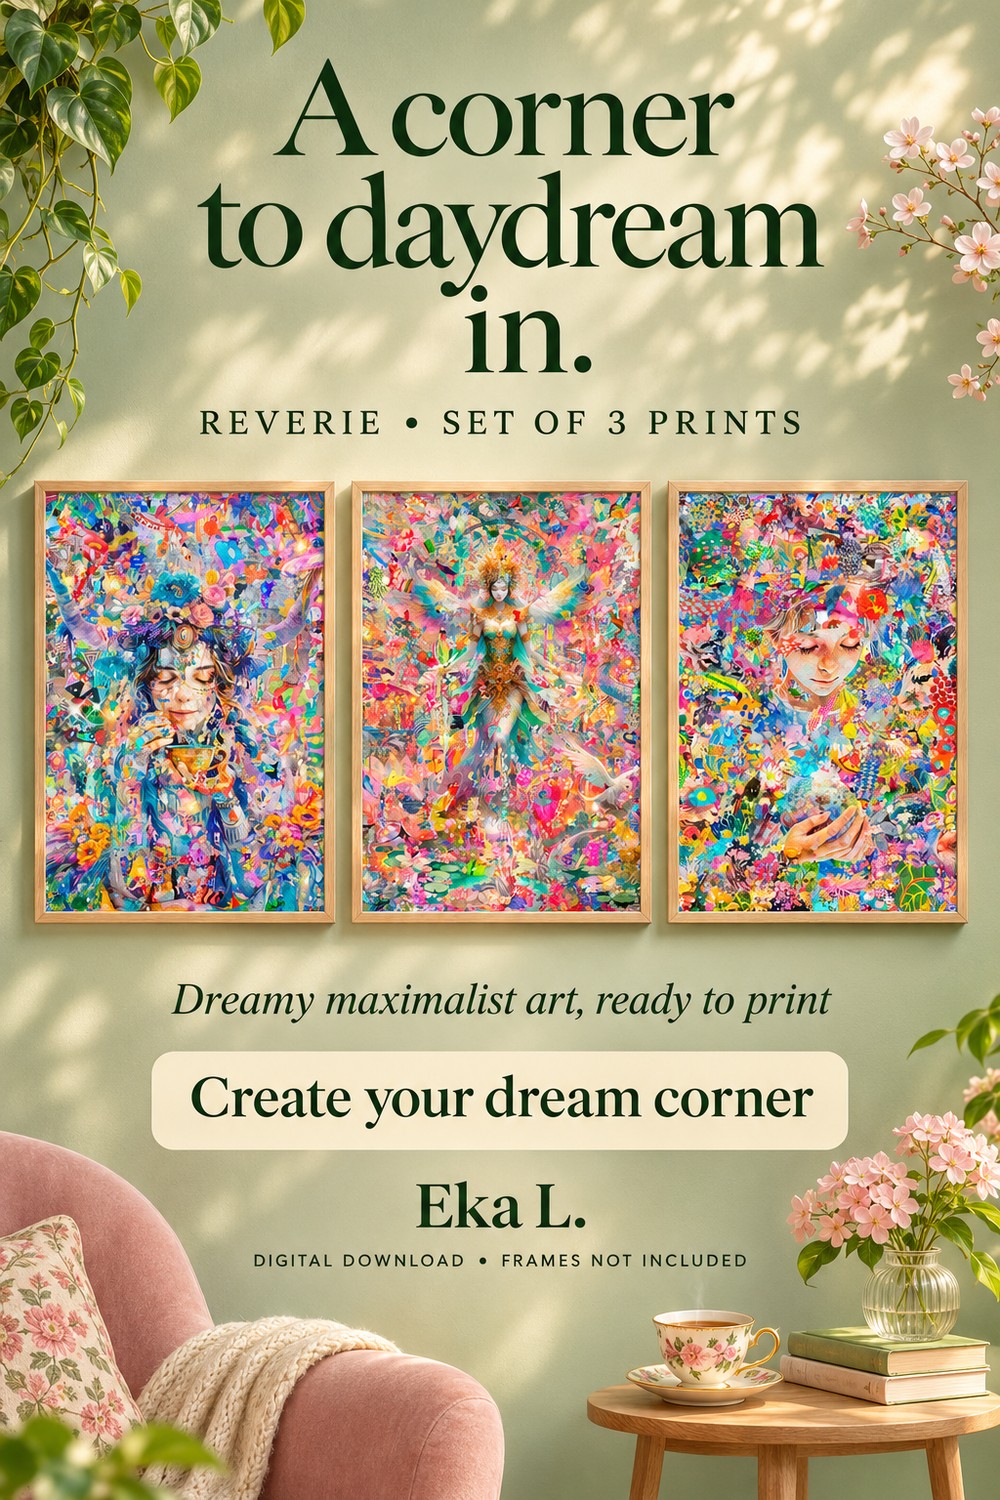 A corner
to daydream
in.
REVERIE • SET OF 3 PRINTS
Dreamy maximalist art, ready to print
Create your dream corner
Eka L.
DIGITAL DOWNLOAD • FRAMES NOT INCLUDED